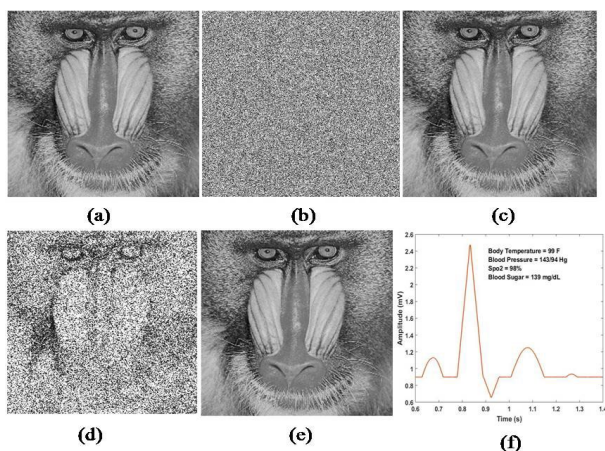 (a)
(b)
(c)
2.6
2.4
2.2
2
1.8
1.6
1.4
1.2
1
0.8
0.6
Amplitude (mV)
Body Temperature = 99 F
Blood Pressure = 143/94 Hg
Spo2 = 98%
Blood Sugar = 139 mg/dL
0.6 0.7 0.8 0.9 1 1.1 1.2 1.3 1.4
Time (s)
(d)
(e)
(f)